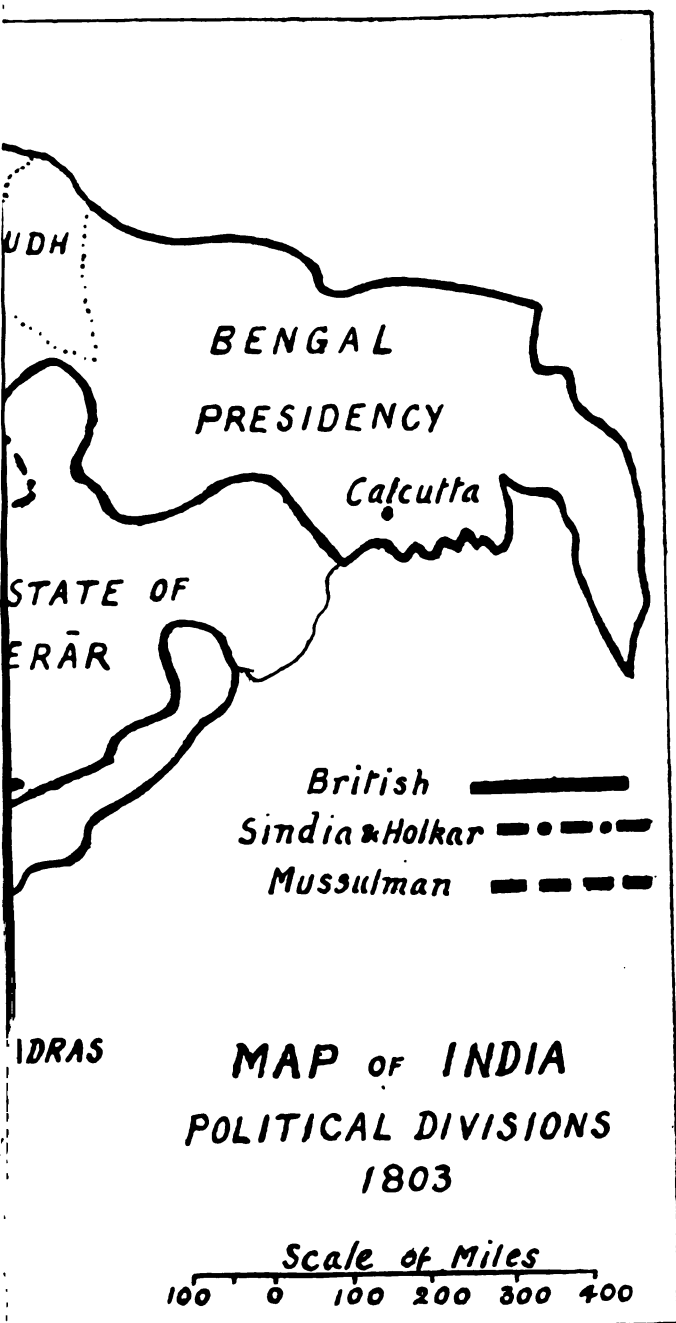 UDH
BENGAL
PRESIDENCY
Calcutta
STATE OF
ERĀR
British
Sindia & Holkar
Mussulman
IDRAS
MAP OF INDIA
POLITICAL DIVISIONS
1803
Scale of Miles
100 0 100 200 300 400